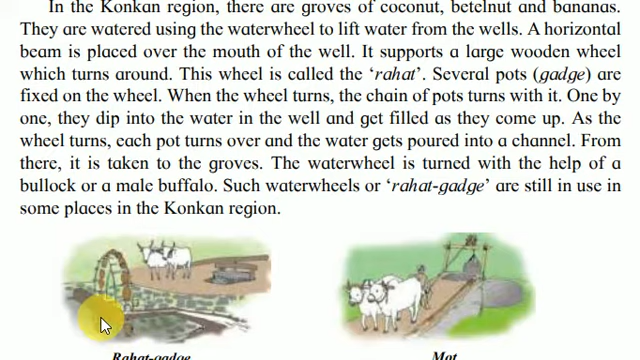 In the Konkan region, there are groves of coconut, betelnut and bananas.
They are watered using the waterwheel to lift water from the wells. A horizontal
beam is placed over the mouth of the well. It supports a large wooden wheel
which turns around. This wheel is called the ‘rahat’. Several pots (gadge) are
fixed on the wheel. When the wheel turns, the chain of pots turns with it. One by
one, they dip into the water in the well and get filled as they come up. As the
wheel turns, each pot turns over and the water gets poured into a channel. From
there, it is taken to the groves. The waterwheel is turned with the help of a
bullock or a male buffalo. Such waterwheels or ‘rahat-gadge’ are still in use in
some places in the Konkan region.
Rahat-gadge
Mot